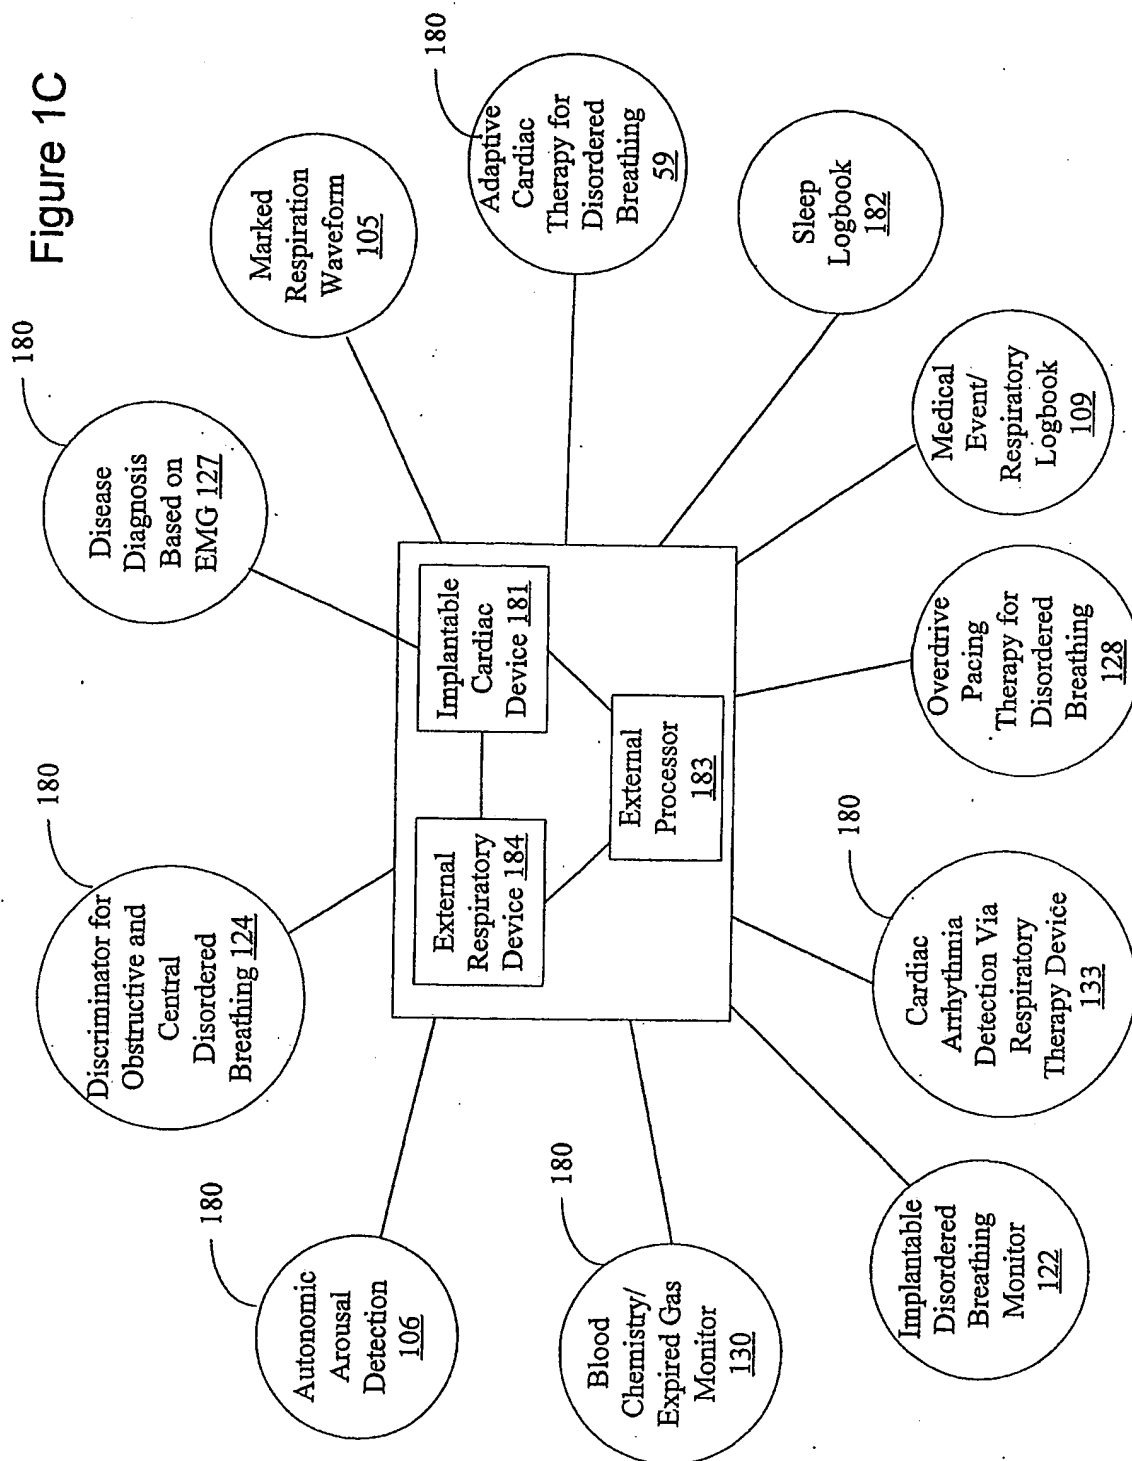 Figure 1C
180
Autonomic
Arousal
Detection
106
180
Discriminator for
Obstructive and
Central
Disordered
Breathing 124
180
Disease
Diagnosis
Based on
EMG 127
Marked
Respiration
Waveform
105
180
Adaptive
Cardiac
Therapy for
Disordered
Breathing
59
External
Respiratory
Device 184
Implantable
Cardiac
Device 181
External
Processor
183
180
Blood
Chemistry/
Expired Gas
Monitor
130
Implantable
Disordered
Breathing
Monitor
122
180
Cardiac
Arrhythmia
Detection Via
Respiratory
Therapy Device
133
Overdrive
Pacing
Therapy for
Disordered
Breathing
128
Medical
Event/
Respiratory
Logbook
109
Sleep
Logbook
182